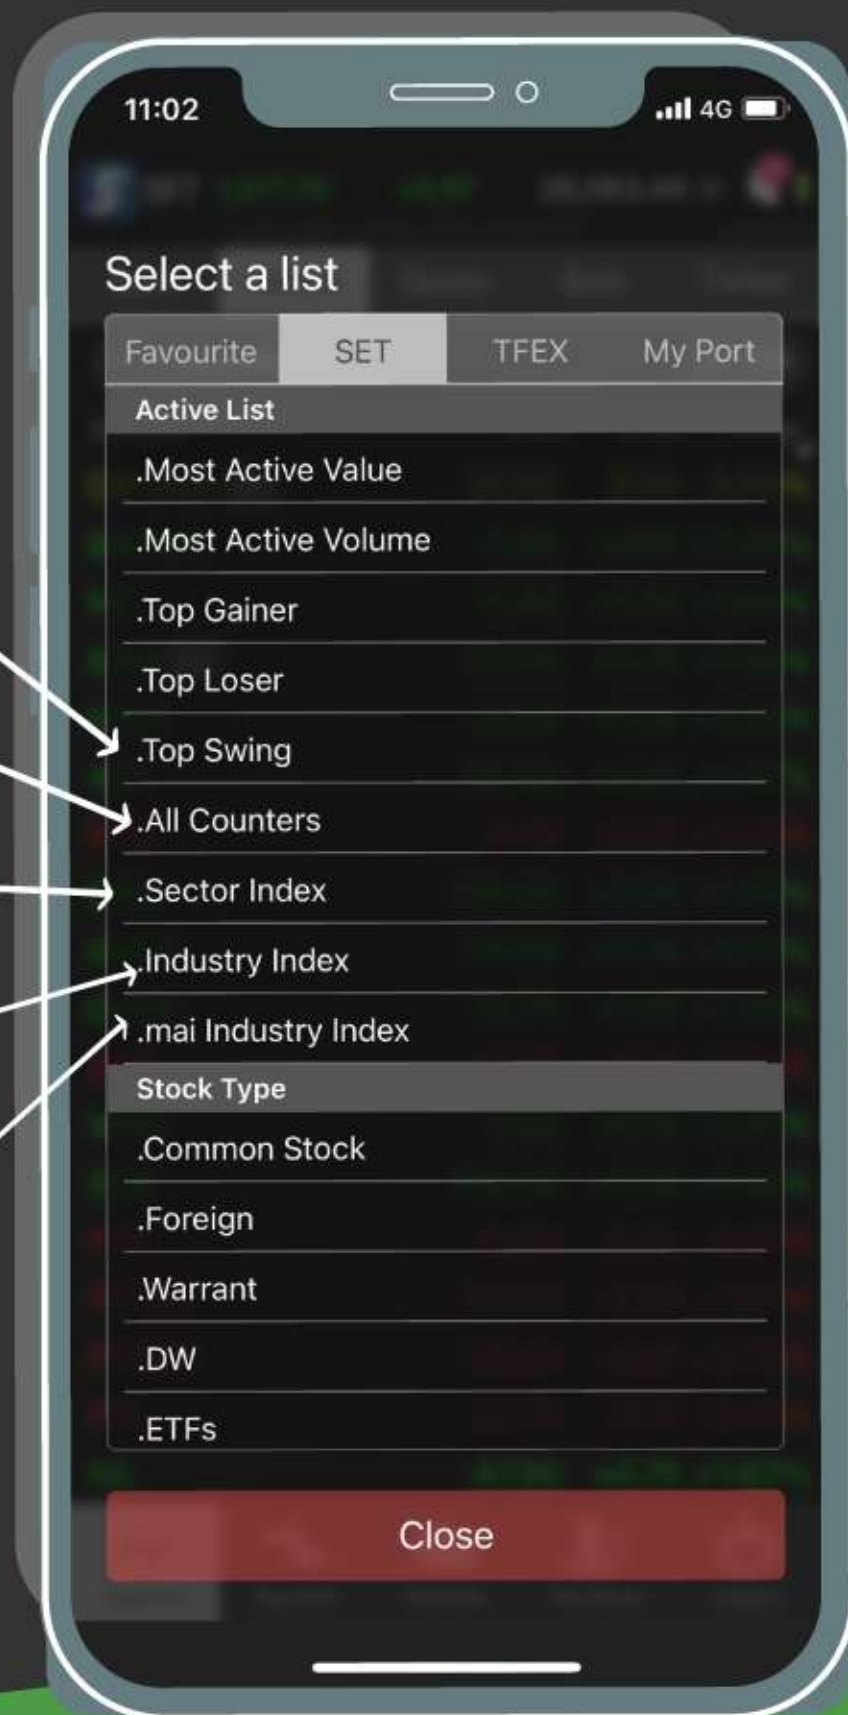 11:02
4G
Select a list
Favourite SET TFEX My Port
Active List
.Most Active Value
.Most Active Volume
.Top Gainer
.Top Loser
.Top Swing
.All Counters
.Sector Index
.Industry Index
.mai Industry Index
Stock Type
.Common Stock
.Foreign
.Warrant
.DW
.ETFs
Close